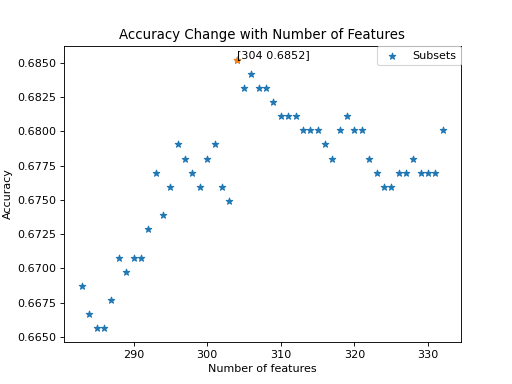 Accuracy Change with Number of Features
[304 0.6852]
Subsets
0.6850
0.6825
0.6800
0.6775
0.6750
0.6725
0.6700
0.6675
0.6650
Accuracy
290 300 310 320 330
Number of features